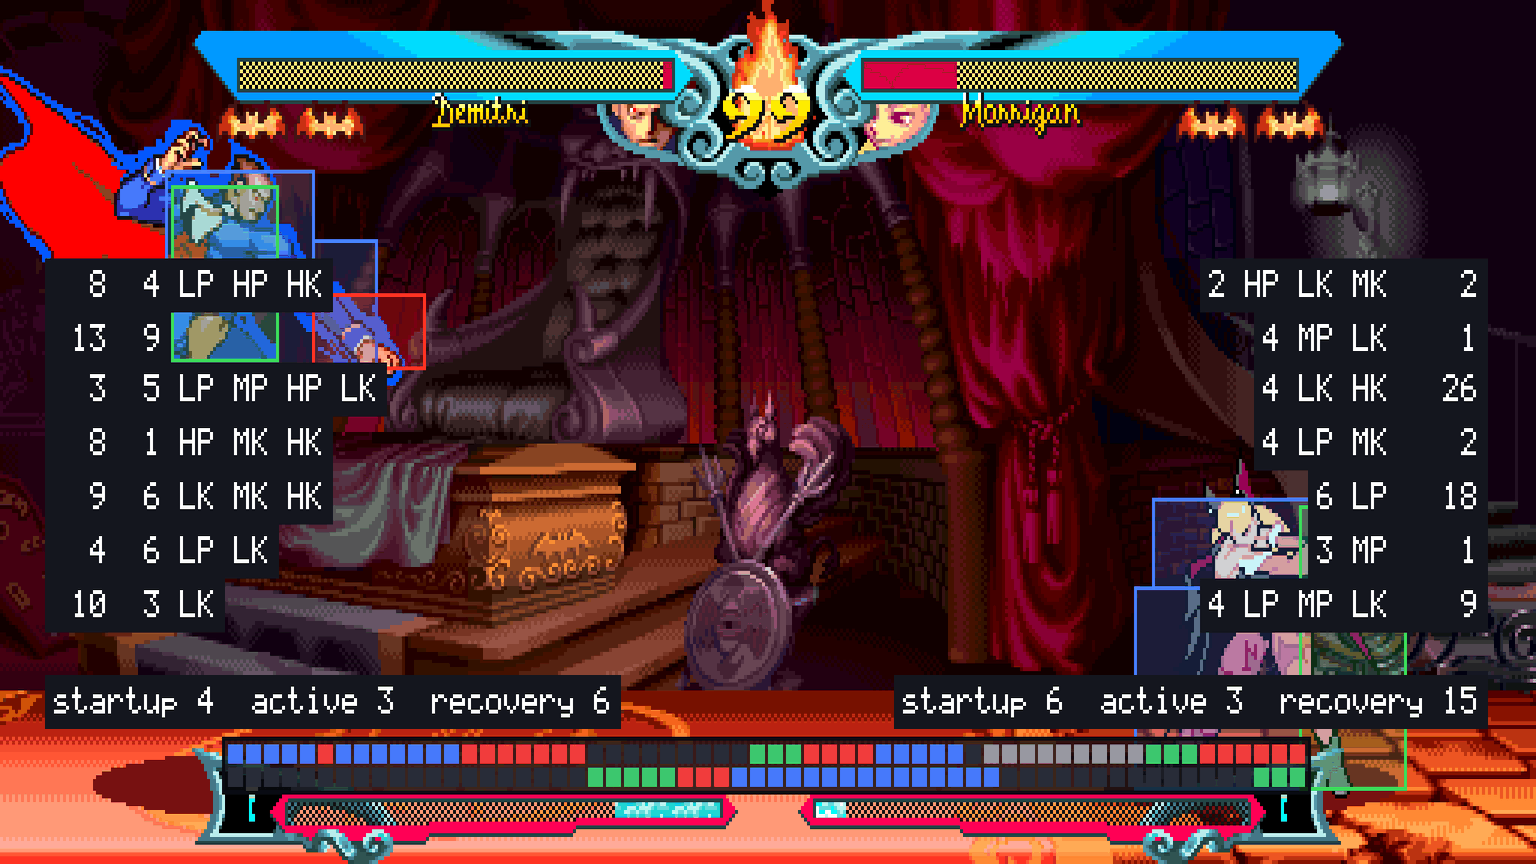 Demitri 99 Morrigan
8 4 LP HP HK
13 9
3 5 LP MP HP LK
8 1 HP MK HK
9 6 LK MK HK
4 6 LP LK
10 3 LK
2 HP LK MK 2
4 MP LK 1
4 LK HK 26
4 LP MK 2
6 LP 18
3 MP 1
4 LP MP LK 9
startup 4 active 3 recovery 6
startup 6 active 3 recovery 15